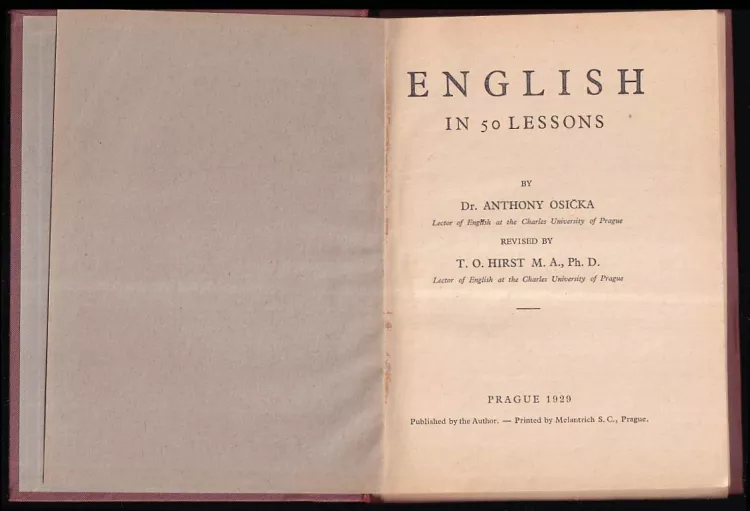 ENGLISH
IN 50 LESSONS
BY
Dr. ANTHONY OSIČKA
Lector of English at the Charles University of Prague
REVISED BY
T. O. HIRST M. A., Ph. D.
Lector of English at the Charles University of Prague
PRAGUE 1929
Published by the Author. — Printed by Melantrich S. C., Prague.